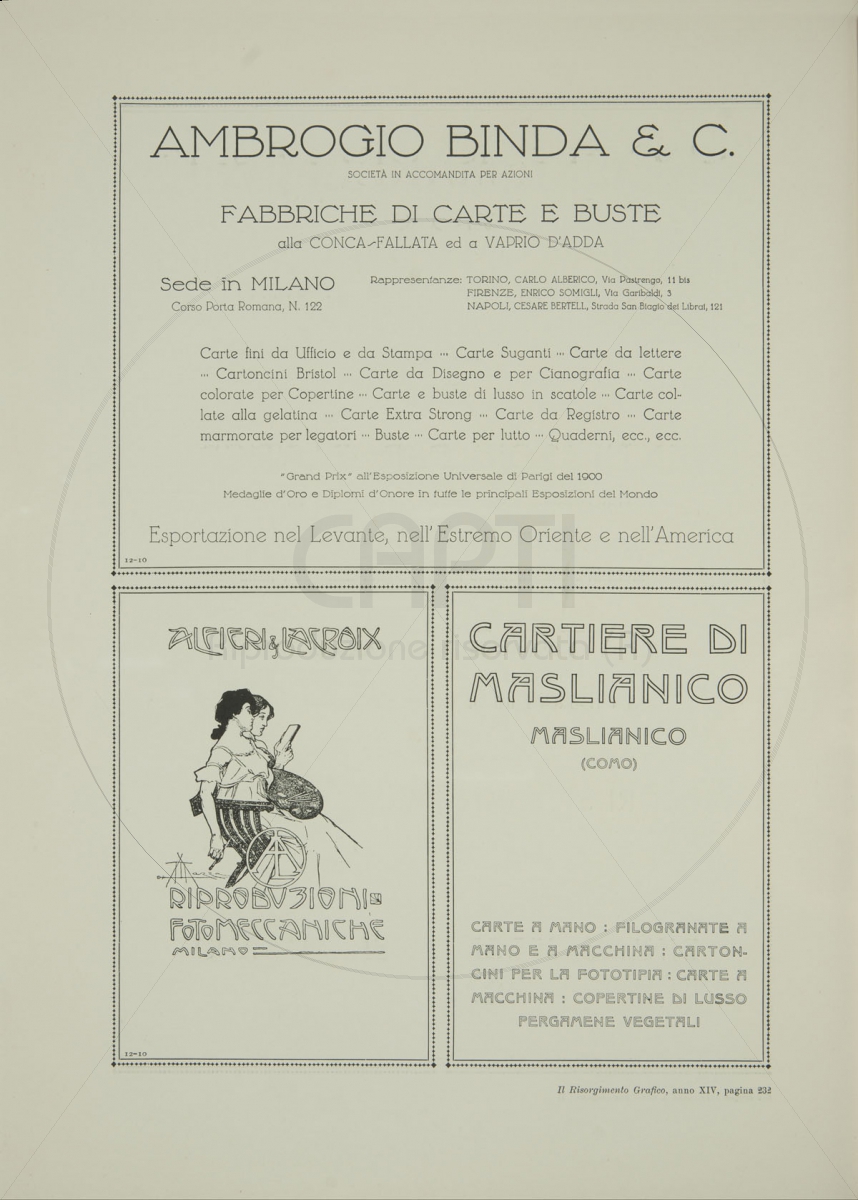 AMBROGIO BINDA & C.
SOCIETÀ IN ACCOMANDITA PER AZIONI
FABBRICHE DI CARTE E BUSTE
alla CONCA-FALLATA ed a VAPRIO D'ADDA
Sede in MILANO
Corso Porta Romana, N. 122
Rappresentanze: TORINO, CARLO ALBERICO, Via Pastrengo, 11 bis
FIRENZE, ENRICO SOMIGLI, Via Garibaldi, 3
NAPOLI, CESARE BERTELL, Strada San Biagio dei Librai, 121
Carte fini da Ufficio e da Stampa ··· Carte Suganti ··· Carte da lettere
··· Cartoncini Bristol ··· Carte da Disegno e per Cianografia ··· Carte
colorate per Copertine ··· Carte e buste di lusso in scatole ··· Carte col-
late alla gelatina ··· Carte Extra Strong ··· Carte da Registro ··· Carte
marmorate per legatori ··· Buste ··· Carte per lutto ··· Quaderni, ecc., ecc.
"Grand Prix" all'Esposizione Universale di Parigi del 1900
Medaglie d'Oro e Diplomi d'Onore in tutte le principali Esposizioni del Mondo
Esportazione nel Levante, nell'Estremo Oriente e nell'America
12-10
CAPTI
riproduzione riservata (IT)
ALFIERI & LACROIX
RIPRODUZIONI
FOTOMECCANICHE
MILANO
12-10
CARTIERE DI
MASLIANICO
MASLIANICO
(COMO)
CARTE A MANO : FILOGRANATE A
MANO E A MACCHINA : CARTON-
CINI PER LA FOTOTIPIA : CARTE A
MACCHINA : COPERTINE DI LUSSO
PERGAMENE VEGETALI
Il Risorgimento Grafico, anno XIV, pagina 232